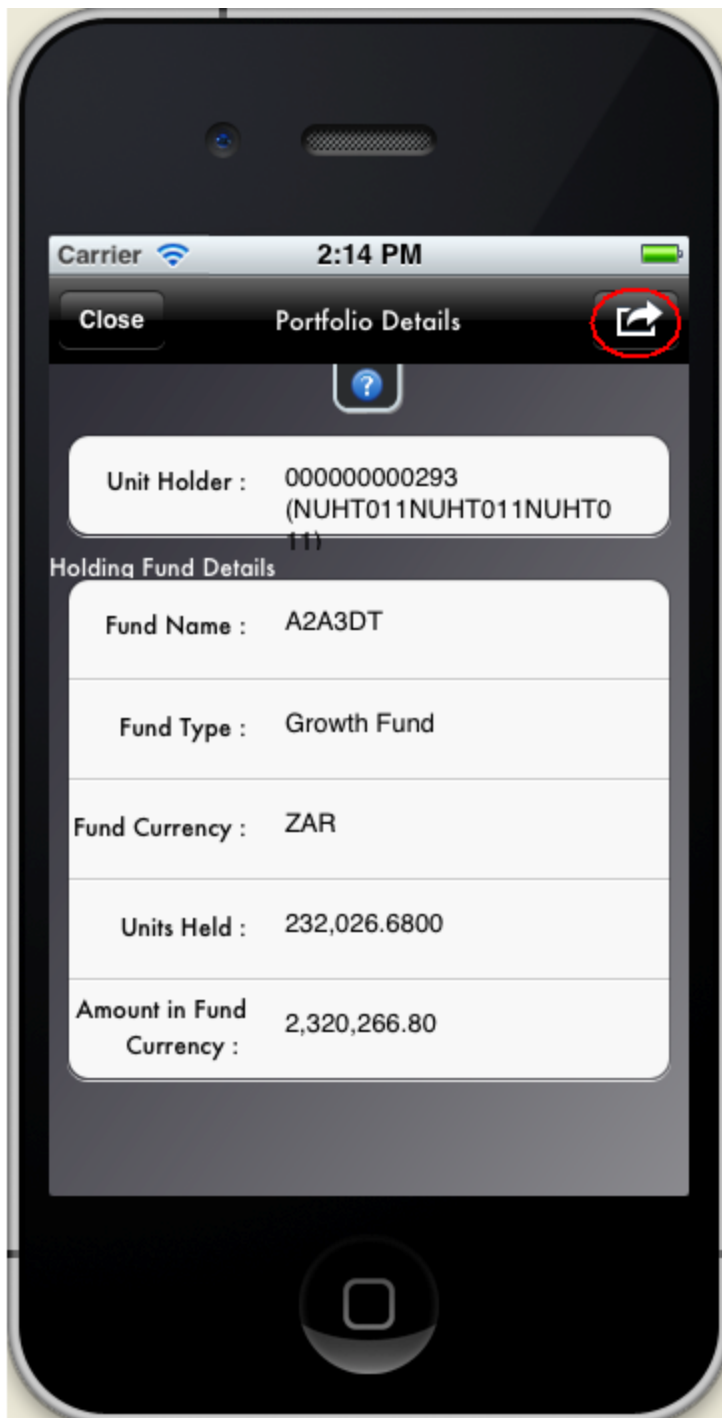 Carrier 2:14 PM
Close Portfolio Details
?
Unit Holder : 000000000293
(NUHT011NUHT011NUHT0
11)
Holding Fund Details
Fund Name : A2A3DT
Fund Type : Growth Fund
Fund Currency : ZAR
Units Held : 232,026.6800
Amount in Fund
Currency : 2,320,266.80